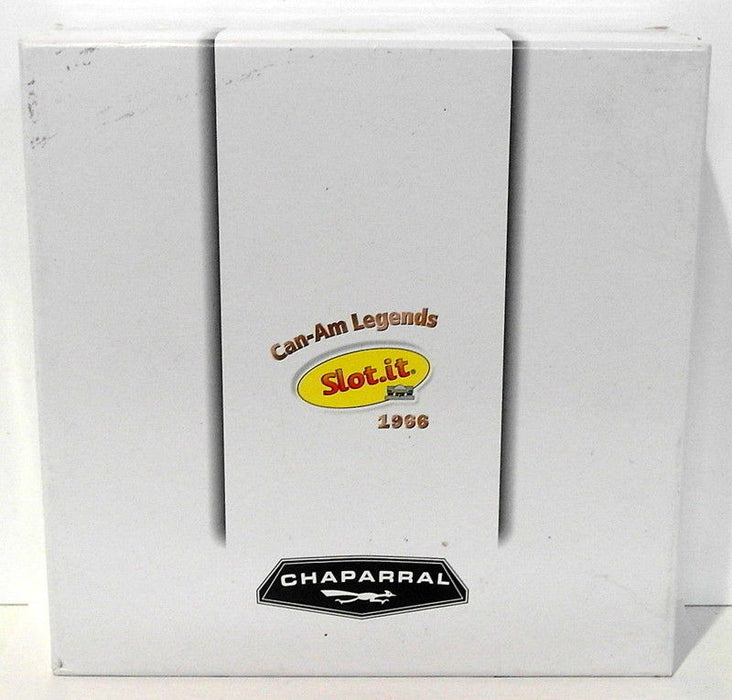 Can-Am Legends
Slot.it®
1966
CHAPARRAL